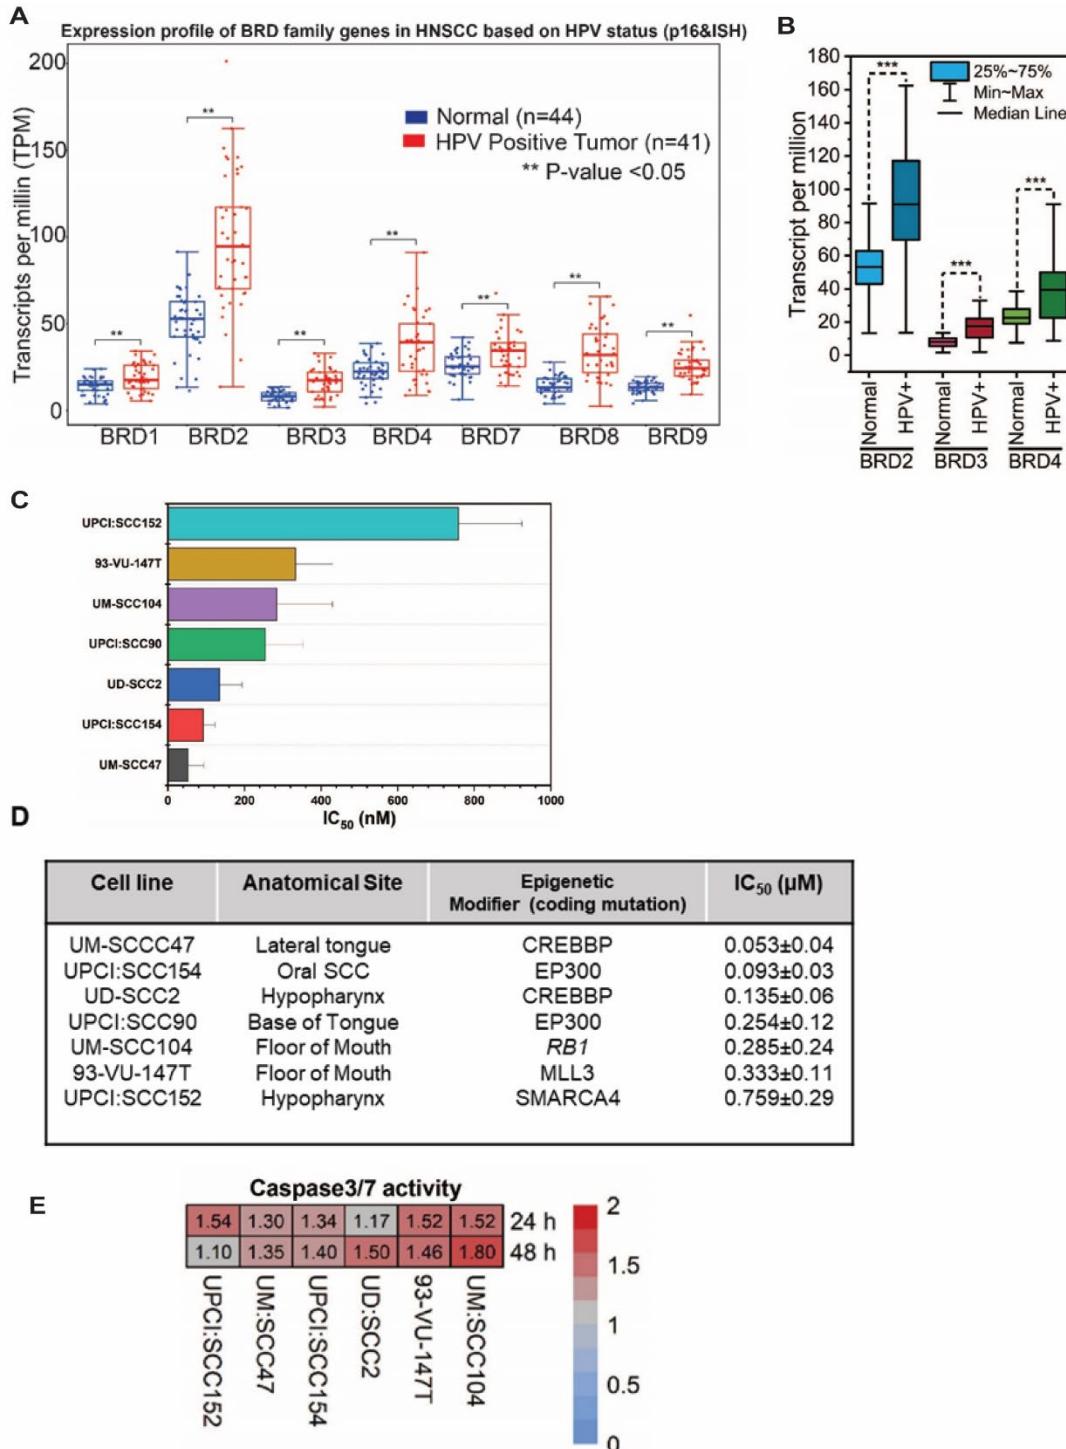 A
Expression profile of BRD family genes in HNSCC based on HPV status (p16&ISH)
Transcripts per millin (TPM)
200
150
100
50
0
Normal (n=44)
HPV Positive Tumor (n=41)
** P-value <0.05
** ** ** ** ** ** **
BRD1 BRD2 BRD3 BRD4 BRD7 BRD8 BRD9
B
Transcript per million
180
160
140
120
100
80
60
40
20
0
25%~75%
Min~Max
Median Line
*** *** ***
Normal HPV+ Normal HPV+ Normal HPV+
BRD2 BRD3 BRD4
C
UPCI:SCC152
93-VU-147T
UM-SCC104
UPCI:SCC90
UD-SCC2
UPCI:SCC154
UM-SCC47
0 200 400 600 800 1000
IC50 (nM)
D
Cell line Anatomical Site Epigenetic Modifier (coding mutation) IC50 (µM)
UM-SCCC47 Lateral tongue CREBBP 0.053±0.04
UPCI:SCC154 Oral SCC EP300 0.093±0.03
UD-SCC2 Hypopharynx CREBBP 0.135±0.06
UPCI:SCC90 Base of Tongue EP300 0.254±0.12
UM-SCC104 Floor of Mouth RB1 0.285±0.24
93-VU-147T Floor of Mouth MLL3 0.333±0.11
UPCI:SCC152 Hypopharynx SMARCA4 0.759±0.29
E
Caspase3/7 activity
1.54 1.30 1.34 1.17 1.52 1.52 24 h
1.10 1.35 1.40 1.50 1.46 1.80 48 h
UPCI:SCC152 UM:SCC47 UPCI:SCC154 UD:SCC2 93-VU-147T UM:SCC104
2
1.5
1
0.5
0